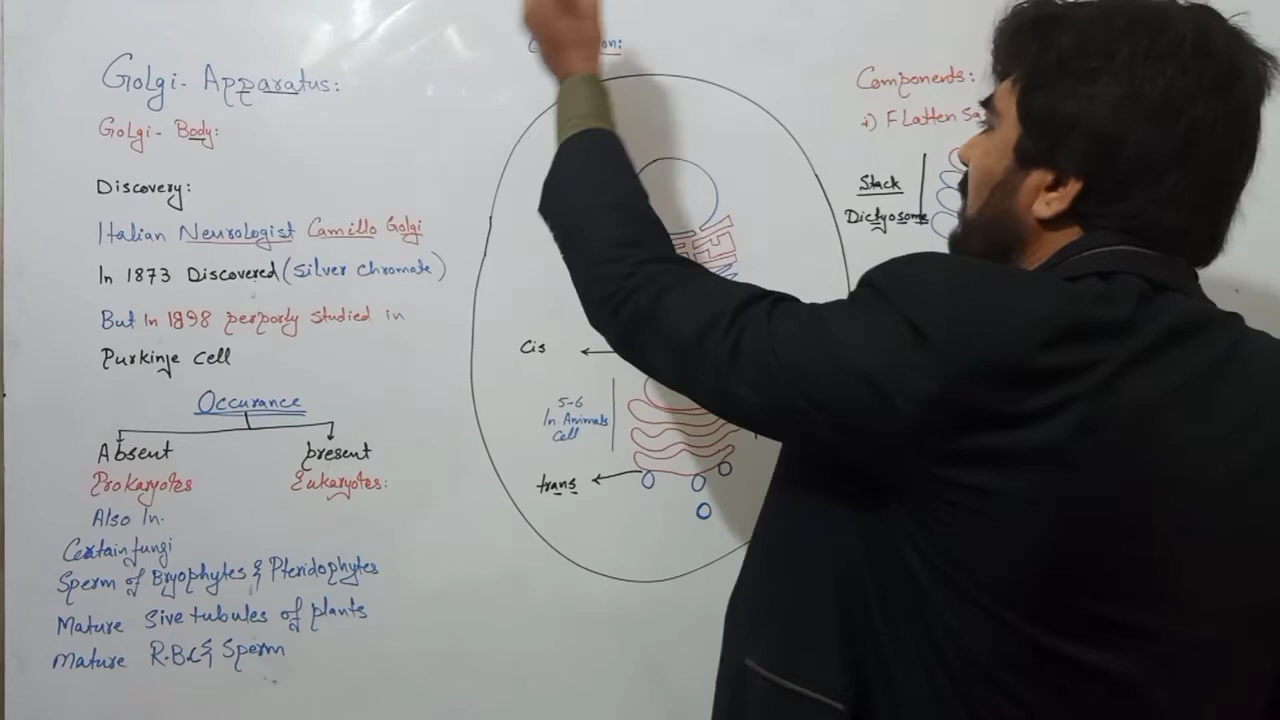 Golgi- Apparatus:
Golgi- Body:
Discovery:
Italian Neurologist Camillo Golgi
In 1873 Discovered (silver chromate)
But In 1898 perporly studied in
Purkinje cell
Occurance
Absent
present
Prokaryotes
Eukaryotes:
Also In.
Certain fungi
Sperm of Bryophytes & Pteridophytes
Mature Sive tubules of plants
Mature R.B.C & Sperm
Cis
5-6
In Animals
Cell
trans
Components:
i) Flatten
Stack
Dictyosome